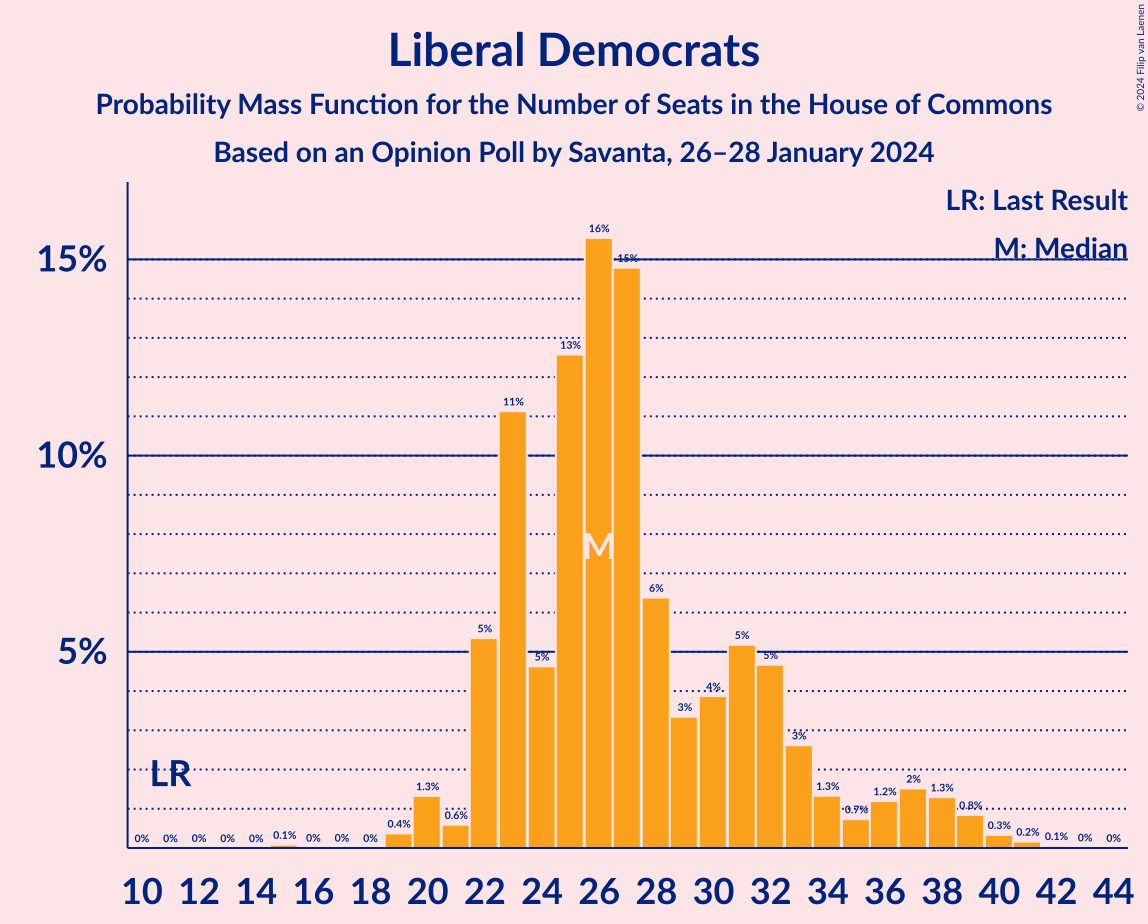 Liberal Democrats
Probability Mass Function for the Number of Seats in the House of Commons
Based on an Opinion Poll by Savanta, 26–28 January 2024
© 2024 Filip van Laenen
LR: Last Result
M: Median
15%
10%
5%
LR
M
0% 0% 0% 0% 0% 0.1% 0% 0% 0% 0.4% 1.3% 0.6% 5% 11% 5% 13% 16% 15% 6% 3% 4% 5% 5% 3% 1.3% 0.7% 1.2% 2% 1.3% 0.8% 0.3% 0.2% 0.1% 0% 0%
10 12 14 16 18 20 22 24 26 28 30 32 34 36 38 40 42 44